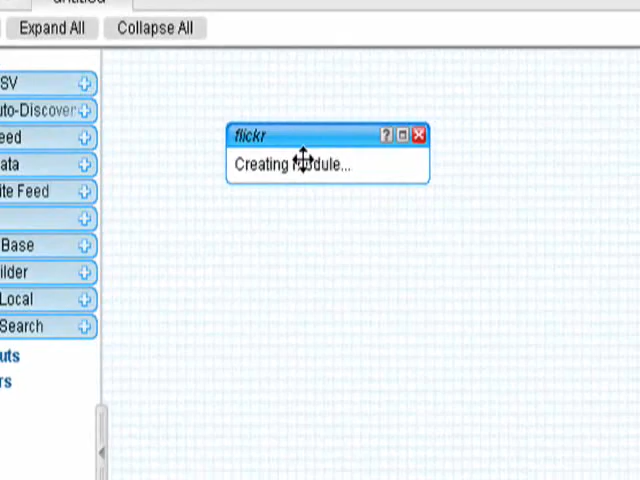 Untitled
Expand All
Collapse All
SV
uto-Discover
eed
ata
ite Feed
Base
ilder
Local
Search
uts
rs
flickr
?
Creating Module...